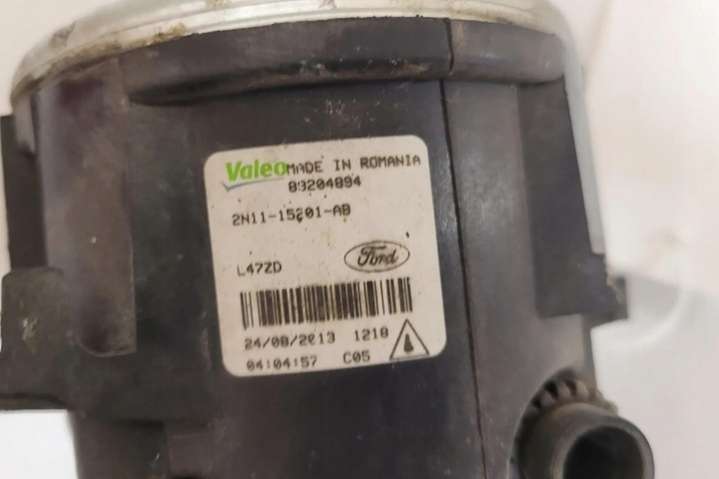 Valeo MADE IN ROMANIA
89204894
2N11-15201-AB
L47ZD
Ford
24/08/2013 1218
04:04:57 C05